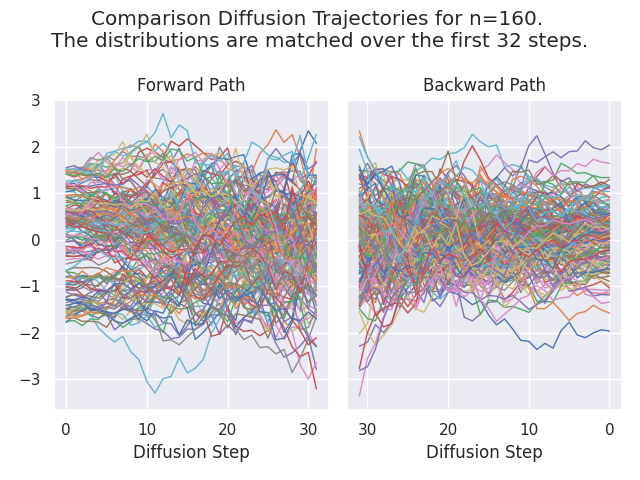 Comparison Diffusion Trajectories for n=160.
The distributions are matched over the first 32 steps.
Forward Path
Backward Path
3
2
1
0
−1
−2
−3
0 10 20 30
30 20 10 0
Diffusion Step
Diffusion Step